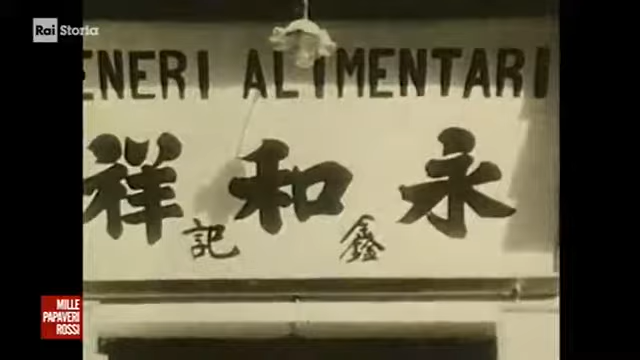 Rai Storia
ENERI ALIMENTARI
永和祥
鑫記
MILLE
PAPAVERI
ROSSI